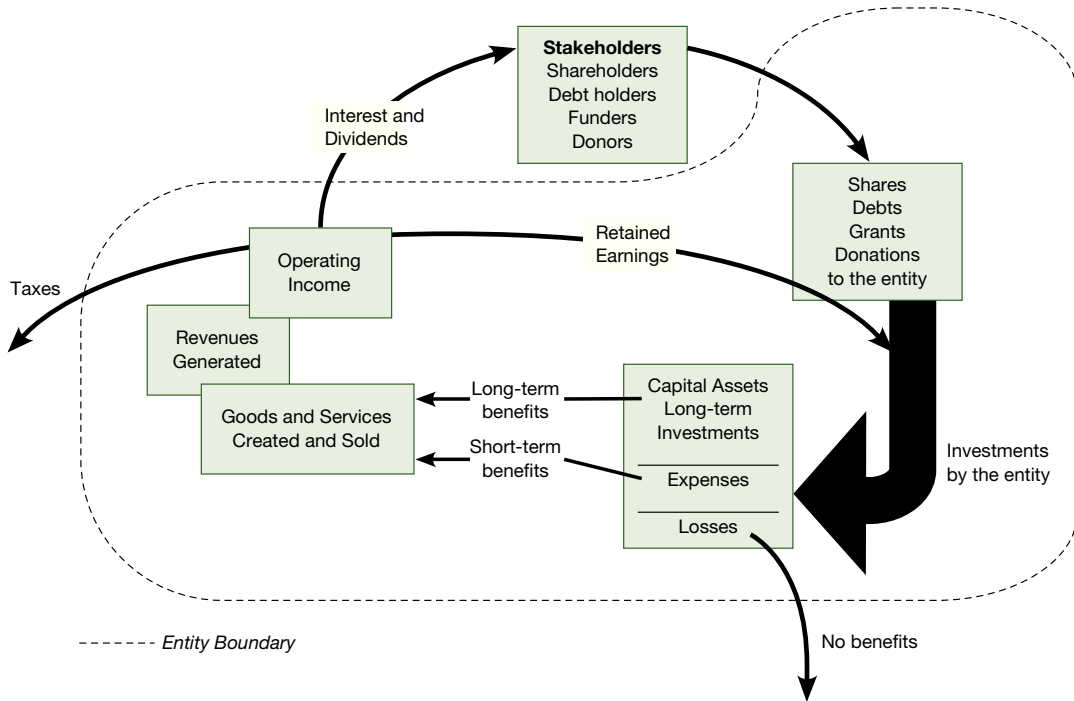 Stakeholders
Shareholders
Debt holders
Funders
Donors
Interest and
Dividends
Shares
Debts
Grants
Donations
to the entity
Retained
Earnings
Operating
Income
Taxes
Revenues
Generated
Goods and Services
Created and Sold
Long-term
benefits
Short-term
benefits
Capital Assets
Long-term
Investments
Expenses
Losses
Investments
by the entity
Entity Boundary
No benefits